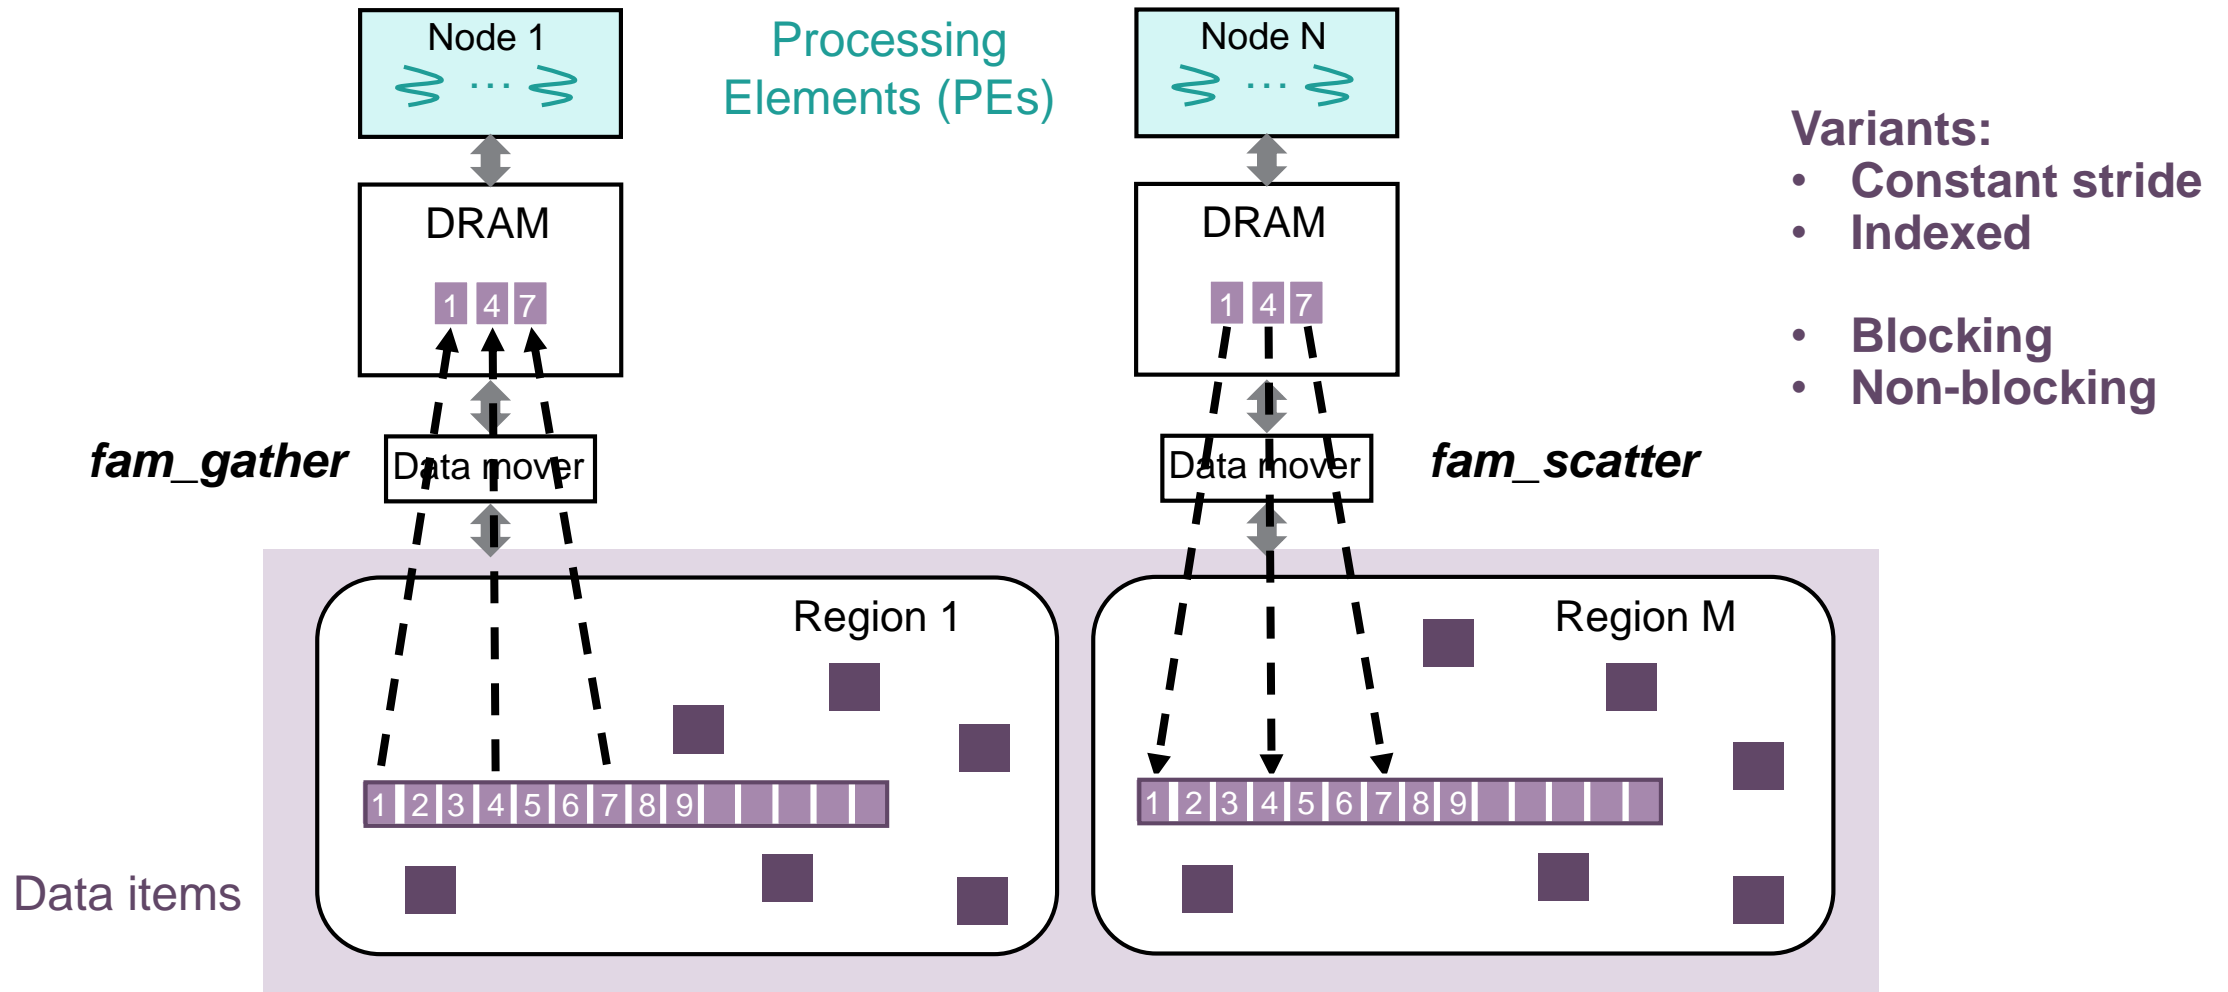 Node 1
...
Processing
Elements (PEs)
Node N
...
Variants:
• Constant stride
• Indexed
• Blocking
• Non-blocking
DRAM
1 4 7
DRAM
1 4 7
fam_gather
Data mover
Data mover
fam_scatter
Region 1
1 2 3 4 5 6 7 8 9
Region M
1 2 3 4 5 6 7 8 9
Data items